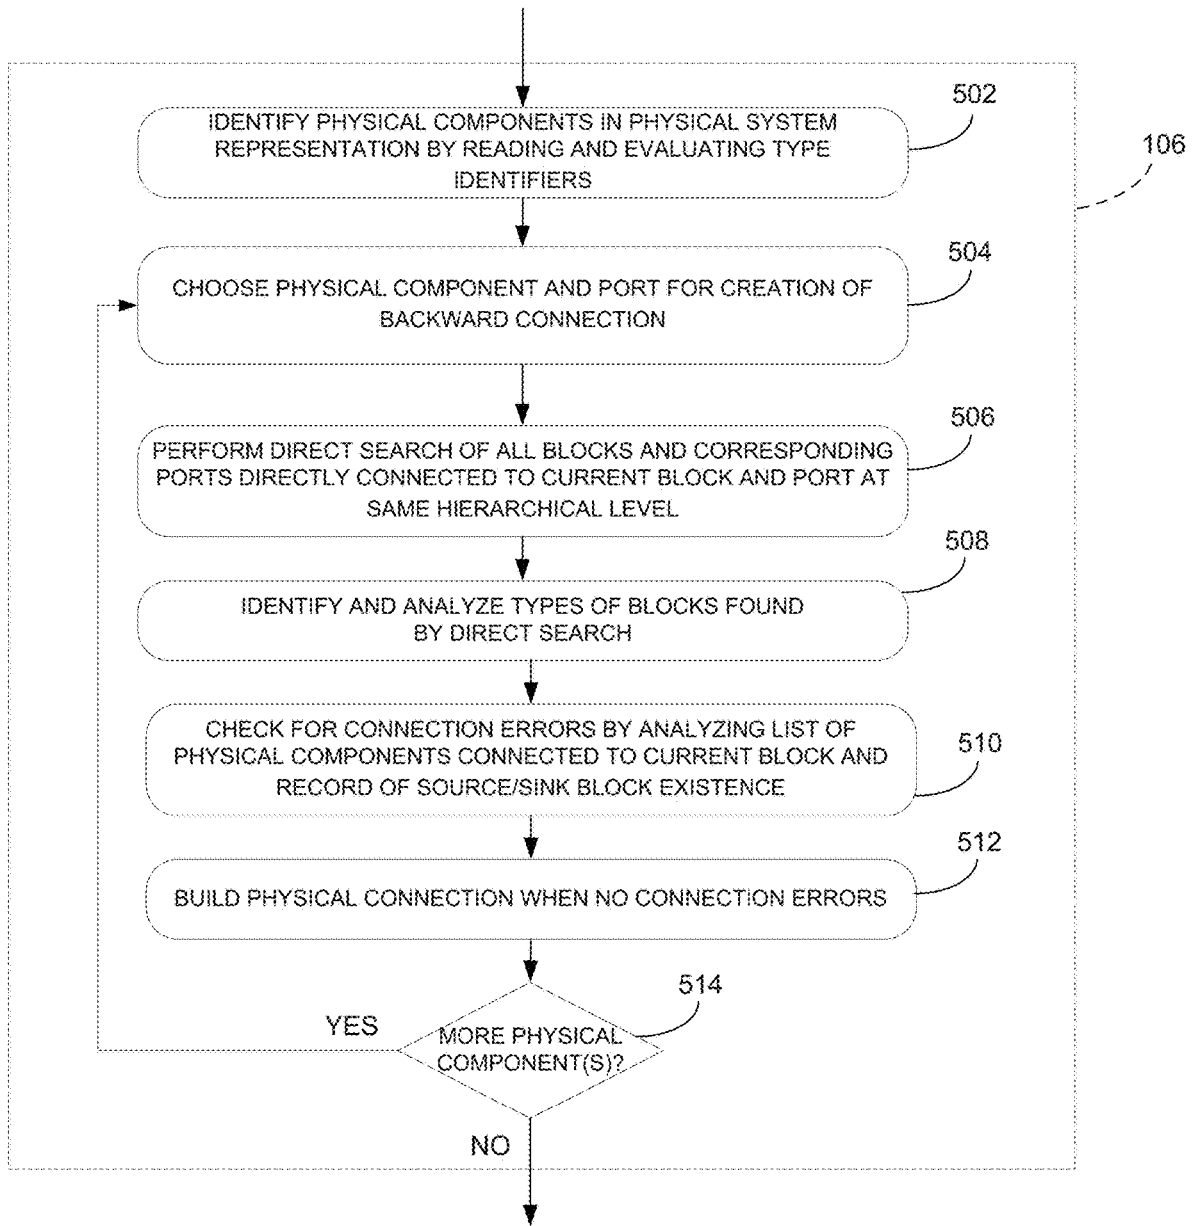 502
IDENTIFY PHYSICAL COMPONENTS IN PHYSICAL SYSTEM
REPRESENTATION BY READING AND EVALUATING TYPE
IDENTIFIERS
106
504
CHOOSE PHYSICAL COMPONENT AND PORT FOR CREATION OF
BACKWARD CONNECTION
506
PERFORM DIRECT SEARCH OF ALL BLOCKS AND CORRESPONDING
PORTS DIRECTLY CONNECTED TO CURRENT BLOCK AND PORT AT
SAME HIERARCHICAL LEVEL
508
IDENTIFY AND ANALYZE TYPES OF BLOCKS FOUND
BY DIRECT SEARCH
CHECK FOR CONNECTION ERRORS BY ANALYZING LIST OF
PHYSICAL COMPONENTS CONNECTED TO CURRENT BLOCK AND
RECORD OF SOURCE/SINK BLOCK EXISTENCE
510
512
BUILD PHYSICAL CONNECTION WHEN NO CONNECTION ERRORS
514
YES
MORE PHYSICAL
COMPONENT(S)?
NO